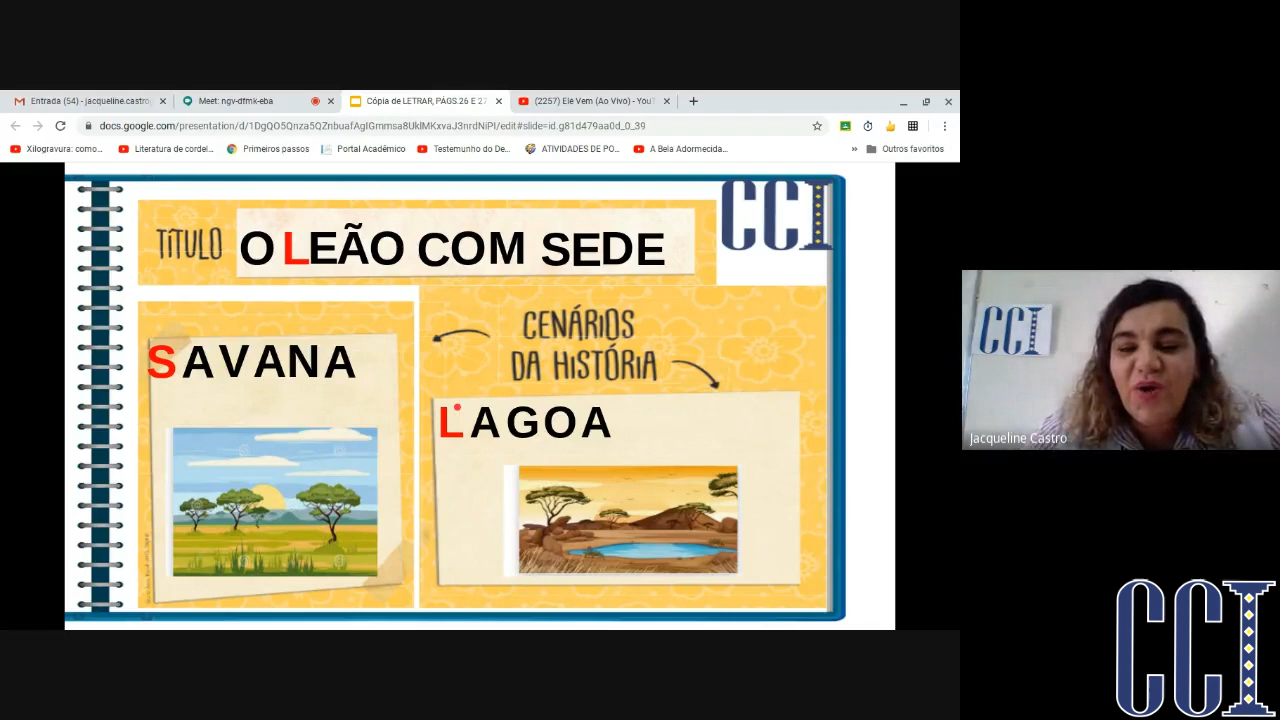 Entrada (54) - jacqueline.castro
Meet: ngv-dfmk-eba
Cópia de LETRAR, PÁGS.26 E 27
(2257) Ele Vem (Ao Vivo) - YouT
docs.google.com/presentation/d/1DgQO5Qnza5QZnbuafAgIGmmsa8UklMKxvaJ3nrdNiPI/edit#slide=id.g81d479aa0d_0_39
Xilogravura: como...
Literatura de cordel...
Primeiros passos
Portal Acadêmico
Testemunho do De...
ATIVIDADES DE PO...
A Bela Adormecida...
»
Outros favoritos
CCI
TÍTULO O LEÃO COM SEDE
CENÁRIOS
DA HISTÓRIA
SAVANA
LAGOA
CCI
Jacqueline Castro
CCI